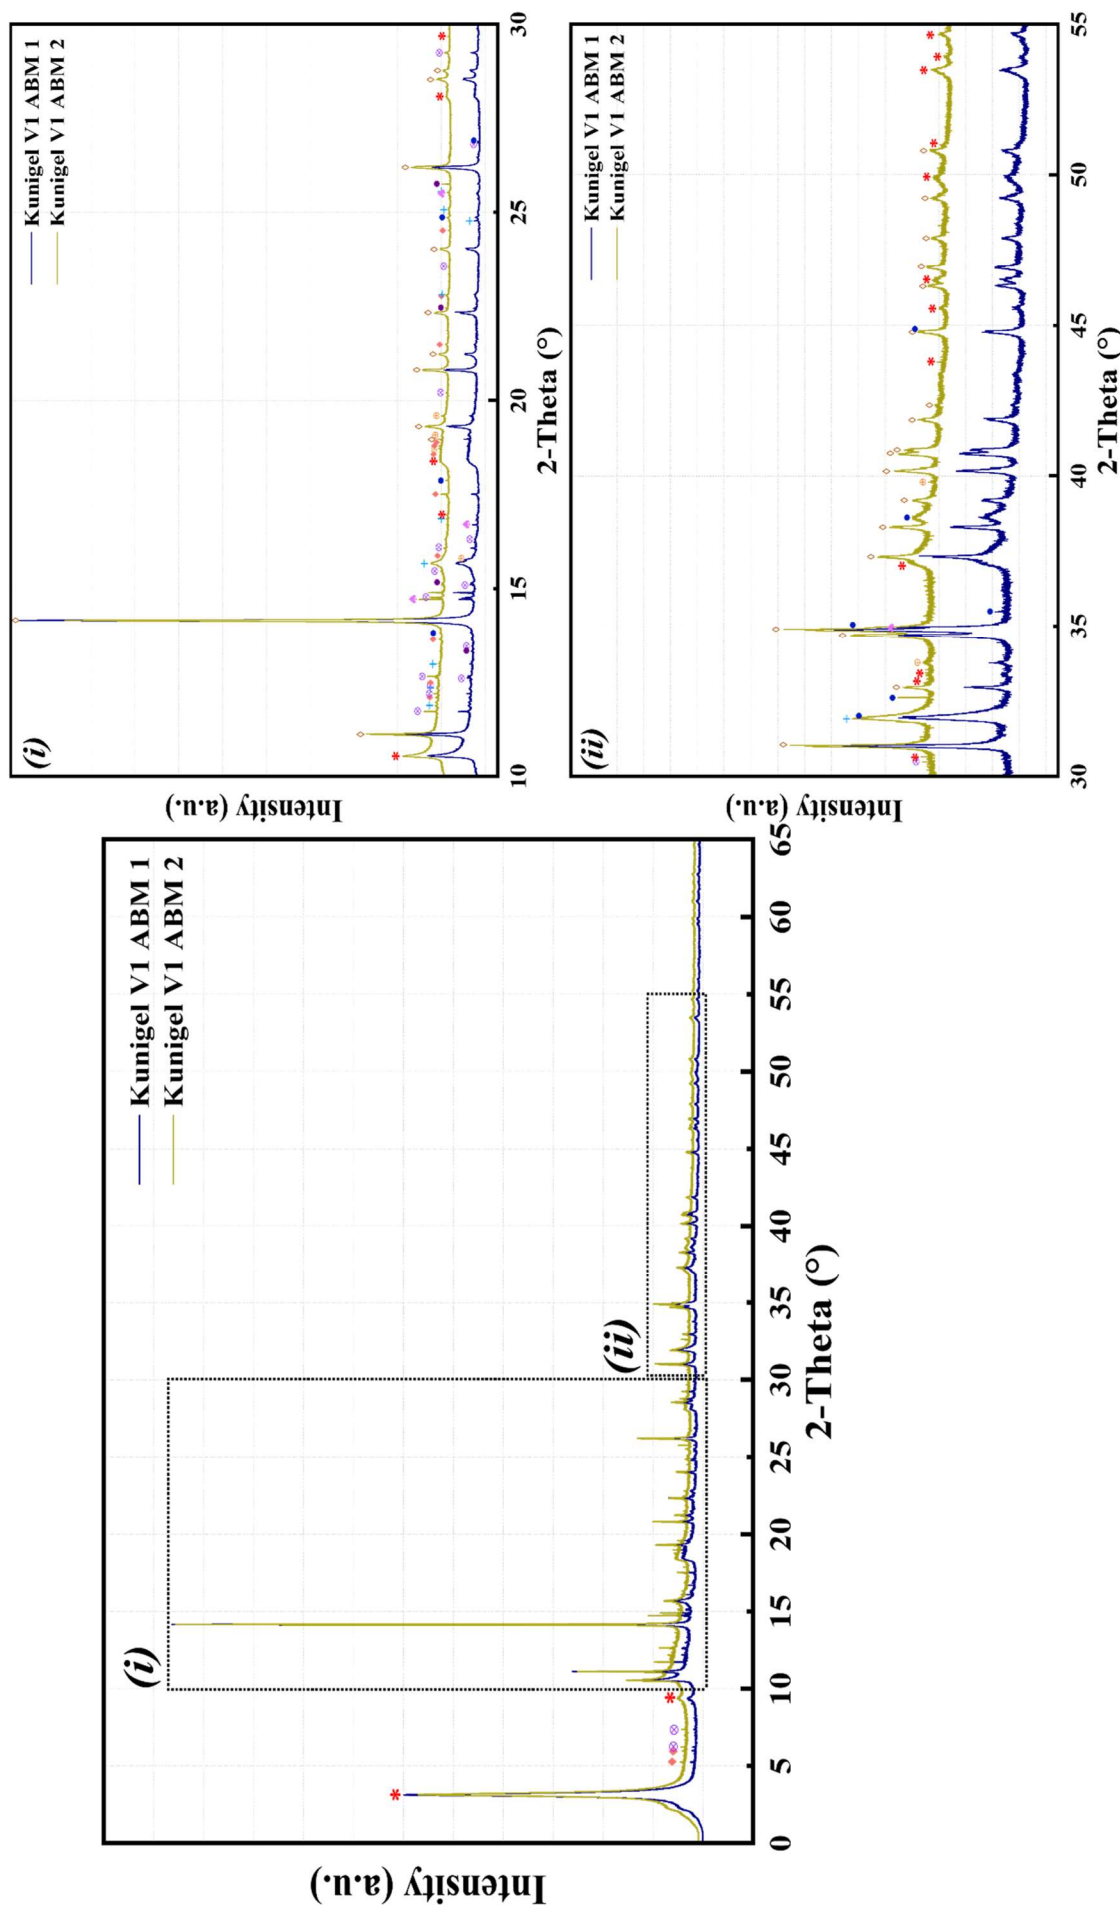 Kunigel V1 ABM 1
Kunigel V1 ABM 2
(i)
(ii)
Intensity (a.u.)
0 5 10 15 20 25 30 35 40 45 50 55 60 65
2-Theta (°)
Kunigel V1 ABM 1
Kunigel V1 ABM 2
(i)
Intensity (a.u.)
10 15 20 25 30
2-Theta (°)
Kunigel V1 ABM 1
Kunigel V1 ABM 2
(ii)
Intensity (a.u.)
30 35 40 45 50 55
2-Theta (°)